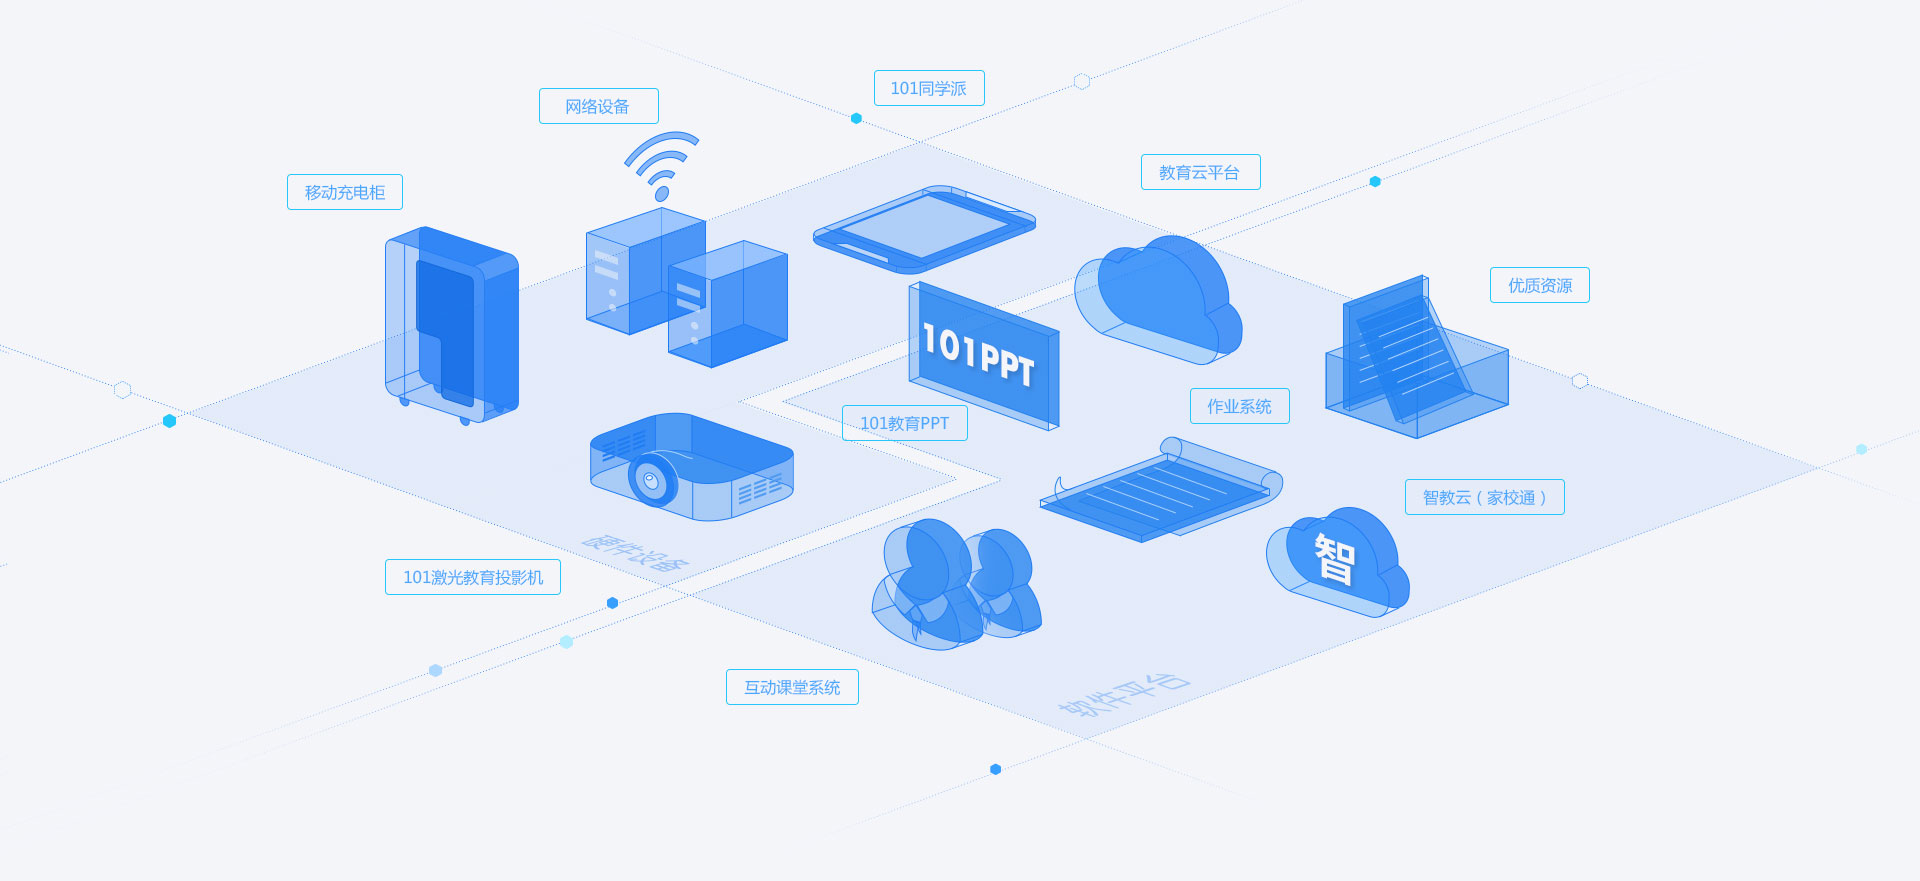 101同学派
网络设备
教育云平台
移动充电柜
优质资源
101PPT
作业系统
101教育PPT
智教云（家校通）
智
硬件设备
101激光教育投影机
互动课堂系统
软件平台